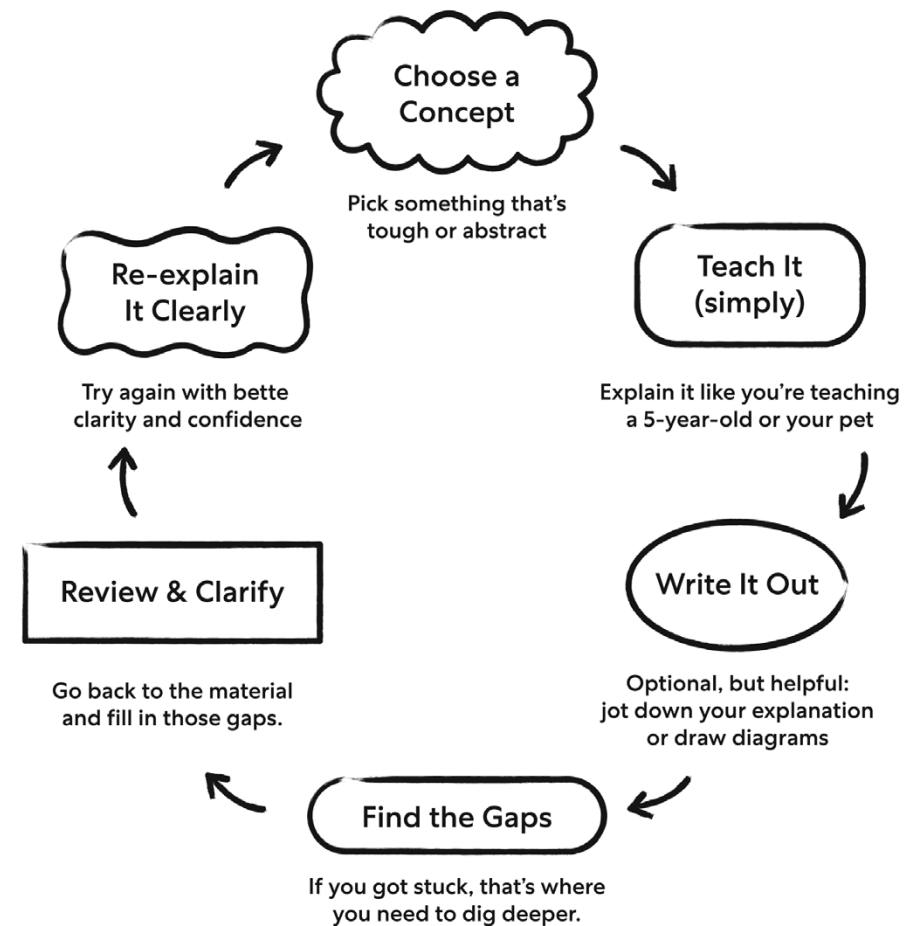 Choose a
Concept
Pick something that's
tough or abstract
Teach It
(simply)
Explain it like you're teaching
a 5-year-old or your pet
Write It Out
Optional, but helpful:
jot down your explanation
or draw diagrams
Find the Gaps
If you got stuck, that's where
you need to dig deeper.
Review & Clarify
Go back to the material
and fill in those gaps.
Re-explain
It Clearly
Try again with bette
clarity and confidence